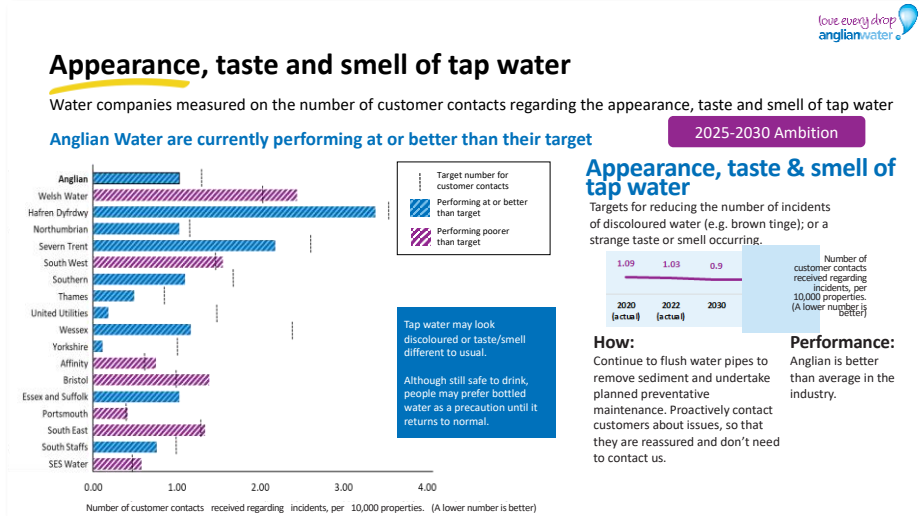 love every drop
anglianwater.
Appearance, taste and smell of tap water
Water companies measured on the number of customer contacts regarding the appearance, taste and smell of tap water
Anglian Water are currently performing at or better than their target
2025-2030 Ambition
Anglian
Welsh Water
Hafren Dyfrdwy
Northumbrian
Severn Trent
South West
Southern
Thames
United Utilities
Wessex
Yorkshire
Affinity
Bristol
Essex and Suffolk
Portsmouth
South East
South Staffs
SES Water
0.00 1.00 2.00 3.00 4.00
Number of customer contacts received regarding incidents, per 10,000 properties. (A lower number is better)
Target number for
customer contacts
Performing at or better
than target
Performing poorer
than target
Tap water may look
discoloured or taste/smell
different to usual.
Although still safe to drink,
people may prefer bottled
water as a precaution until it
returns to normal.
Appearance, taste & smell of
tap water
Targets for reducing the number of incidents
of discoloured water (e.g. brown tinge); or a
strange taste or smell occurring.
1.09 1.03 0.9
2020 2022 2030
(actual) (actual)
Number of
customer contacts
received regarding
incidents, per
10,000 properties.
(A lower number is
better)
How:
Continue to flush water pipes to
remove sediment and undertake
planned preventative
maintenance. Proactively contact
customers about issues, so that
they are reassured and don't need
to contact us.
Performance:
Anglian is better
than average in the
industry.